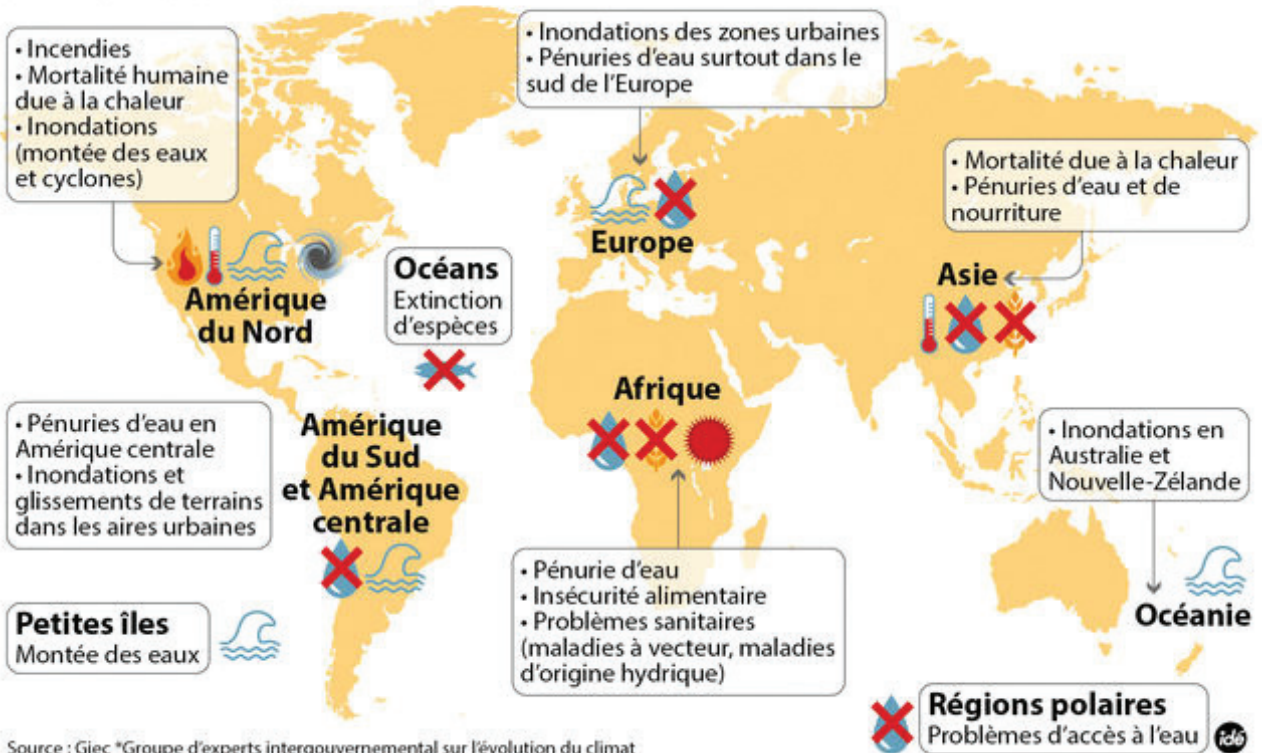 • Incendies
• Mortalité humaine
due à la chaleur
• Inondations
(montée des eaux
et cyclones)
• Inondations des zones urbaines
• Pénuries d'eau surtout dans le
sud de l'Europe
• Mortalité due à la chaleur
• Pénuries d'eau et de
nourriture
Europe
Océans
Extinction
d'espèces
Asie
Amérique
du Nord
Afrique
• Pénuries d'eau en
Amérique centrale
• Inondations et
glissements de terrains
dans les aires urbaines
Amérique
du Sud
et Amérique
centrale
• Inondations en
Australie et
Nouvelle-Zélande
• Pénurie d'eau
• Insécurité alimentaire
• Problèmes sanitaires
(maladies à vecteur, maladies
d'origine hydrique)
Océanie
Petites îles
Montée des eaux
Régions polaires
Problèmes d'accès à l'eau
idé
Source : Giec *Groupe d'experts intergouvernemental sur l'évolution du climat